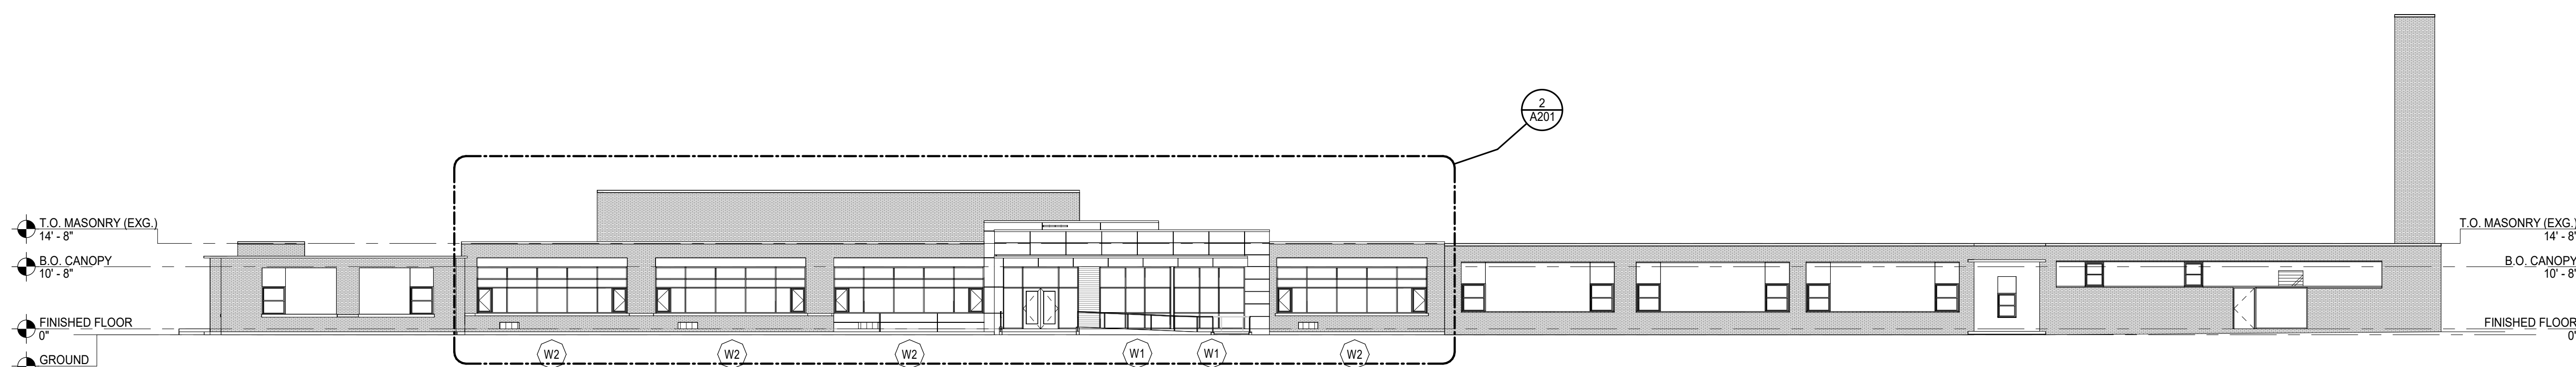 2
A201
T.O. MASONRY (EXG.)
14' - 8"
B.O. CANOPY
10' - 8"
FINISHED FLOOR
0"
GROUND
W2
W2
W2
W1
W1
W2
T.O. MASONRY (EXG.)
14' - 8"
B.O. CANOPY
10' - 8"
FINISHED FLOOR
0"